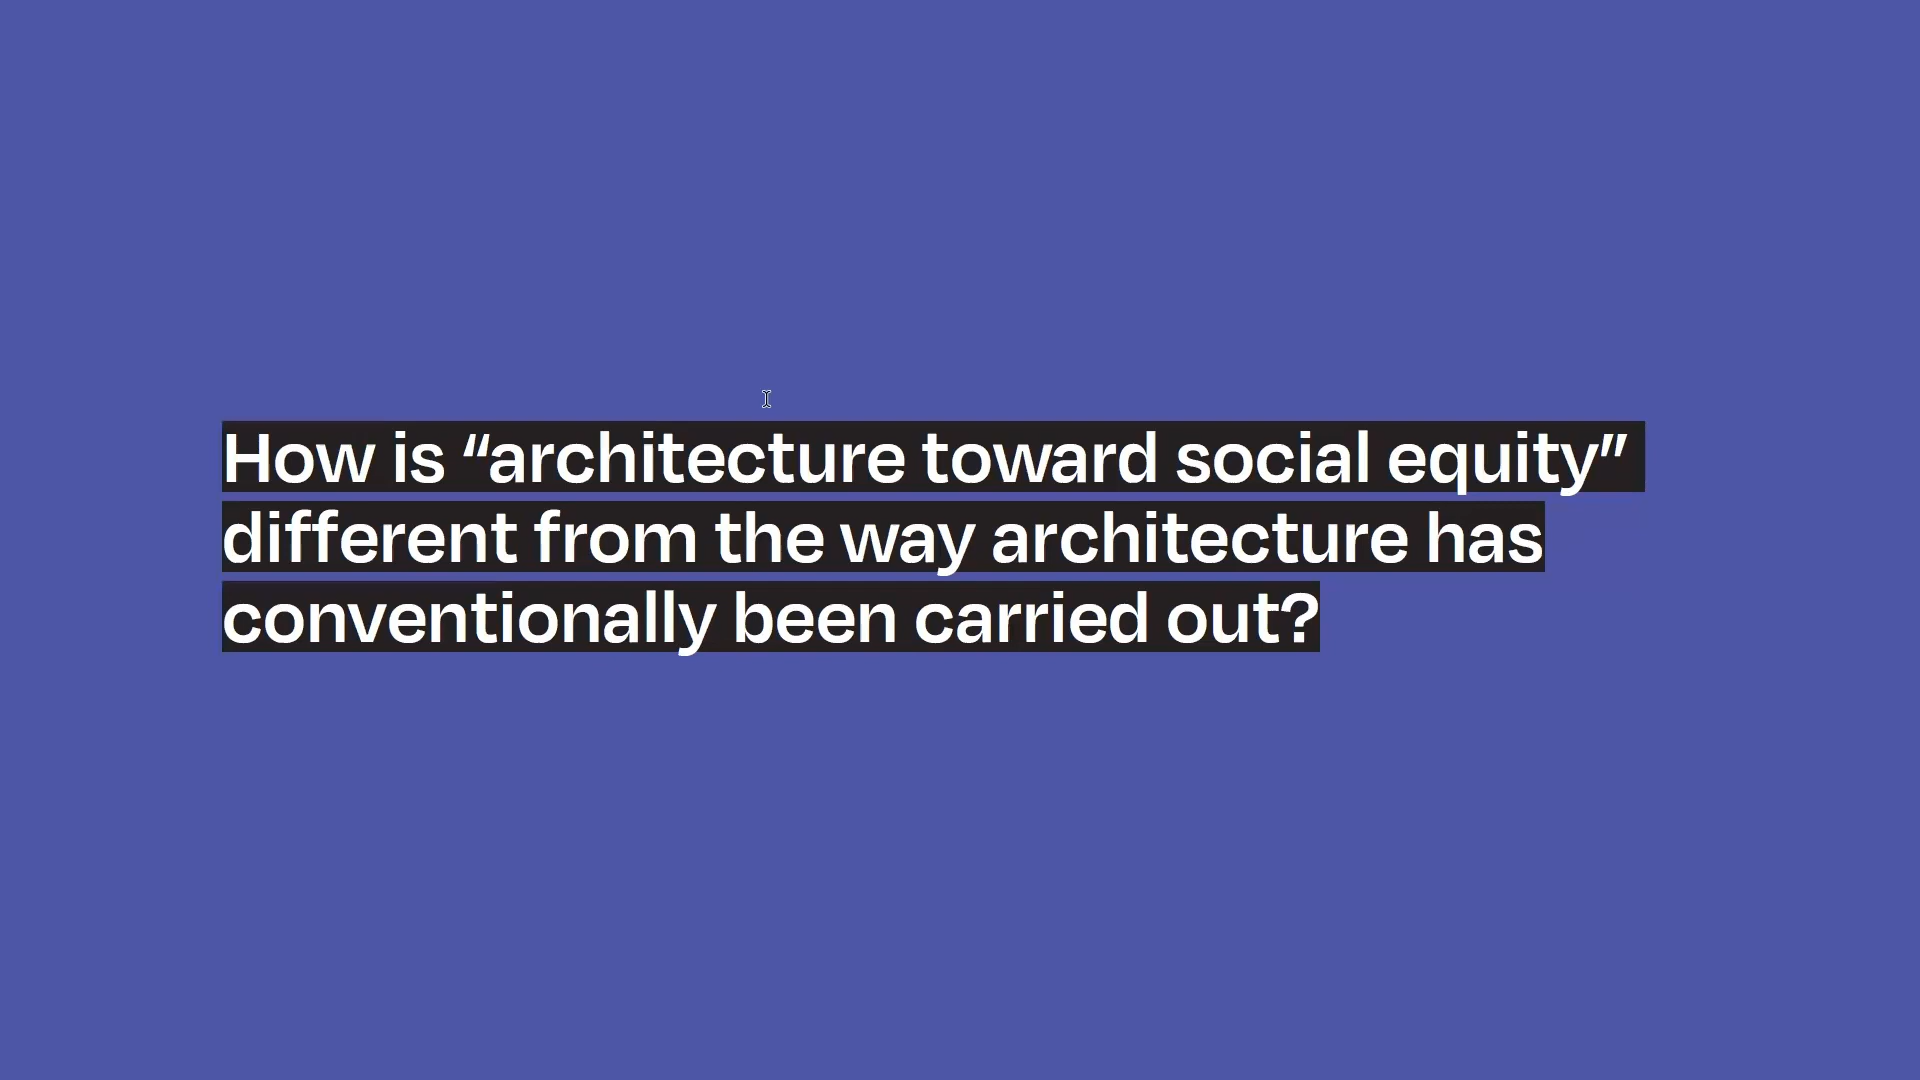 How is “architecture toward social equity”
different from the way architecture has
conventionally been carried out?